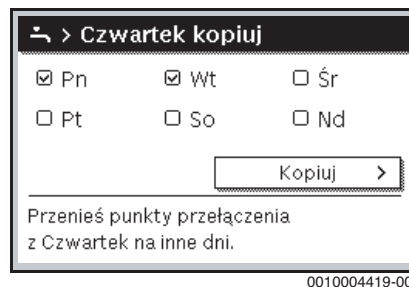 > Czwartek kopiuj
Pn Wt Śr
Pt So Nd
Kopiuj >
Przenieś punkty przełączenia
z Czwartek na inne dni.
0010004419-00